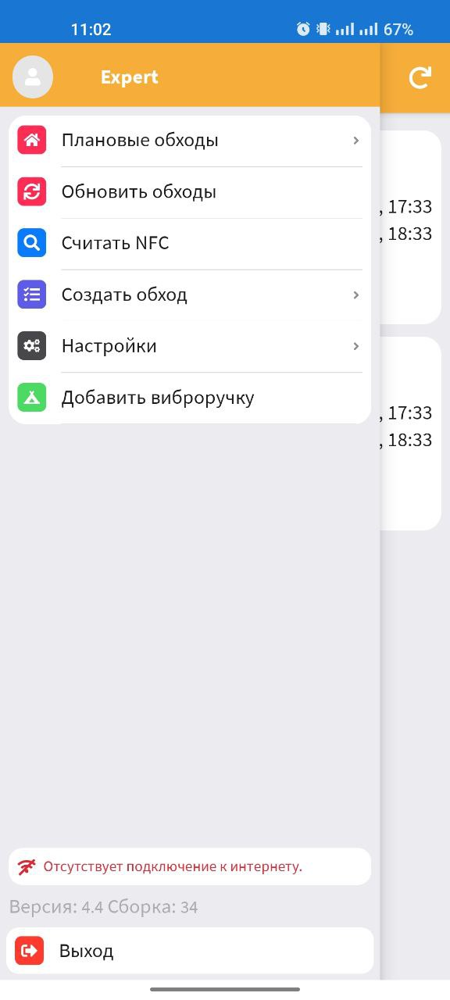 11:02
67%
Expert
Плановые обходы
Обновить обходы
, 17:33
Считать NFC
, 18:33
Создать обход
Настройки
Добавить виброручку
, 17:33
, 18:33
Отсутствует подключение к интернету.
Версия: 4.4 Сборка: 34
Выход